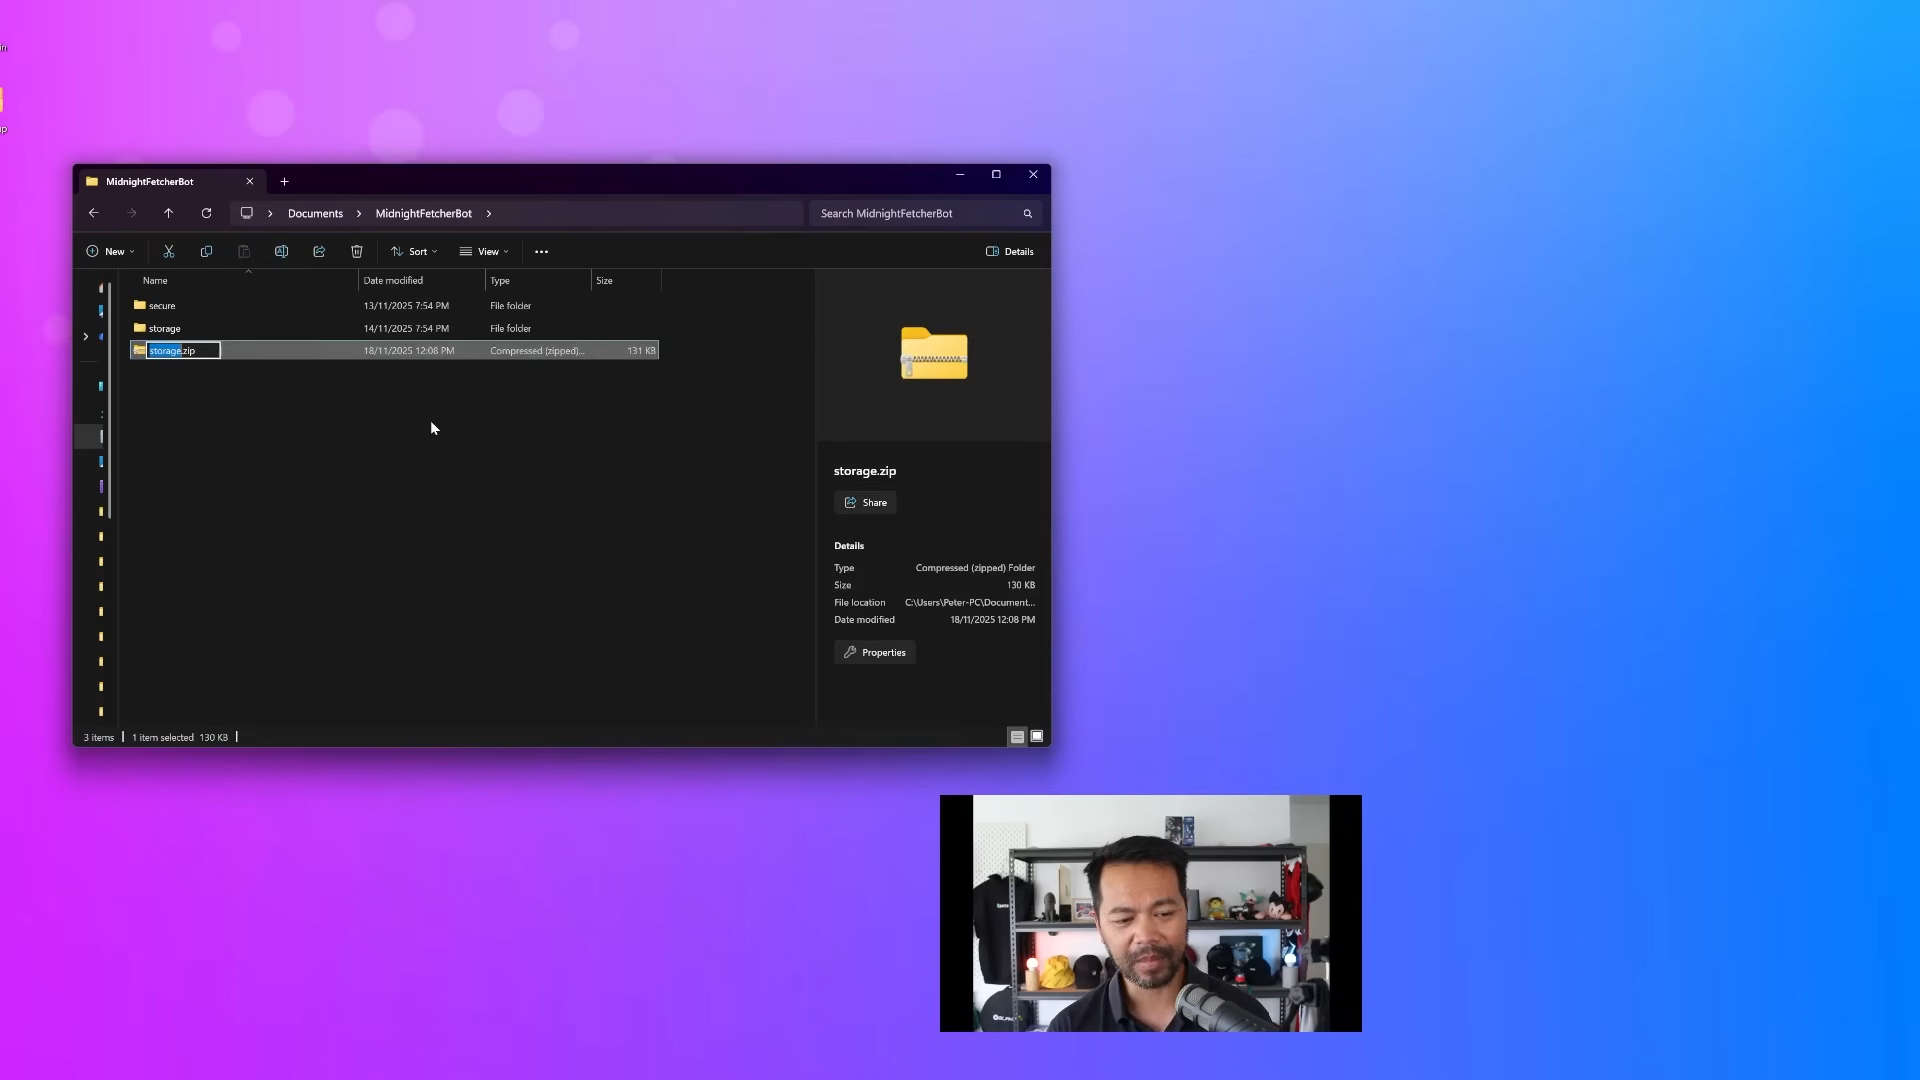 in
up
MidnightFetcherBot
Documents
MidnightFetcherBot
Search MidnightFetcherBot
New
Sort
View
Details
Name
Date modified
Type
Size
secure
13/11/2025 7:54 PM
File folder
storage
14/11/2025 7:54 PM
File folder
storage.zip
18/11/2025 12:08 PM
Compressed (zipped)...
131 KB
storage.zip
Share
Details
Type
Compressed (zipped) Folder
Size
130 KB
File location
C:\Users\Peter-PC\Document...
Date modified
18/11/2025 12:08 PM
Properties
3 items
1 item selected
130 KB